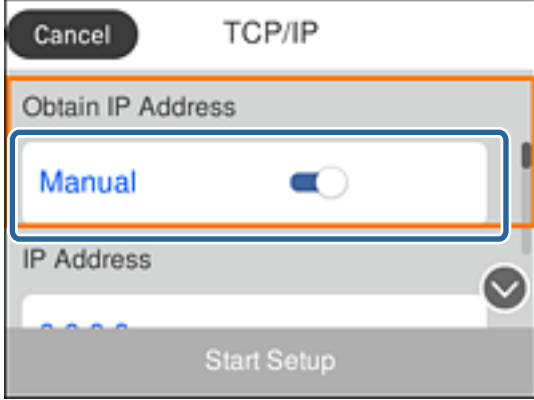 Cancel
TCP/IP
Obtain IP Address
Manual
IP Address
Start Setup